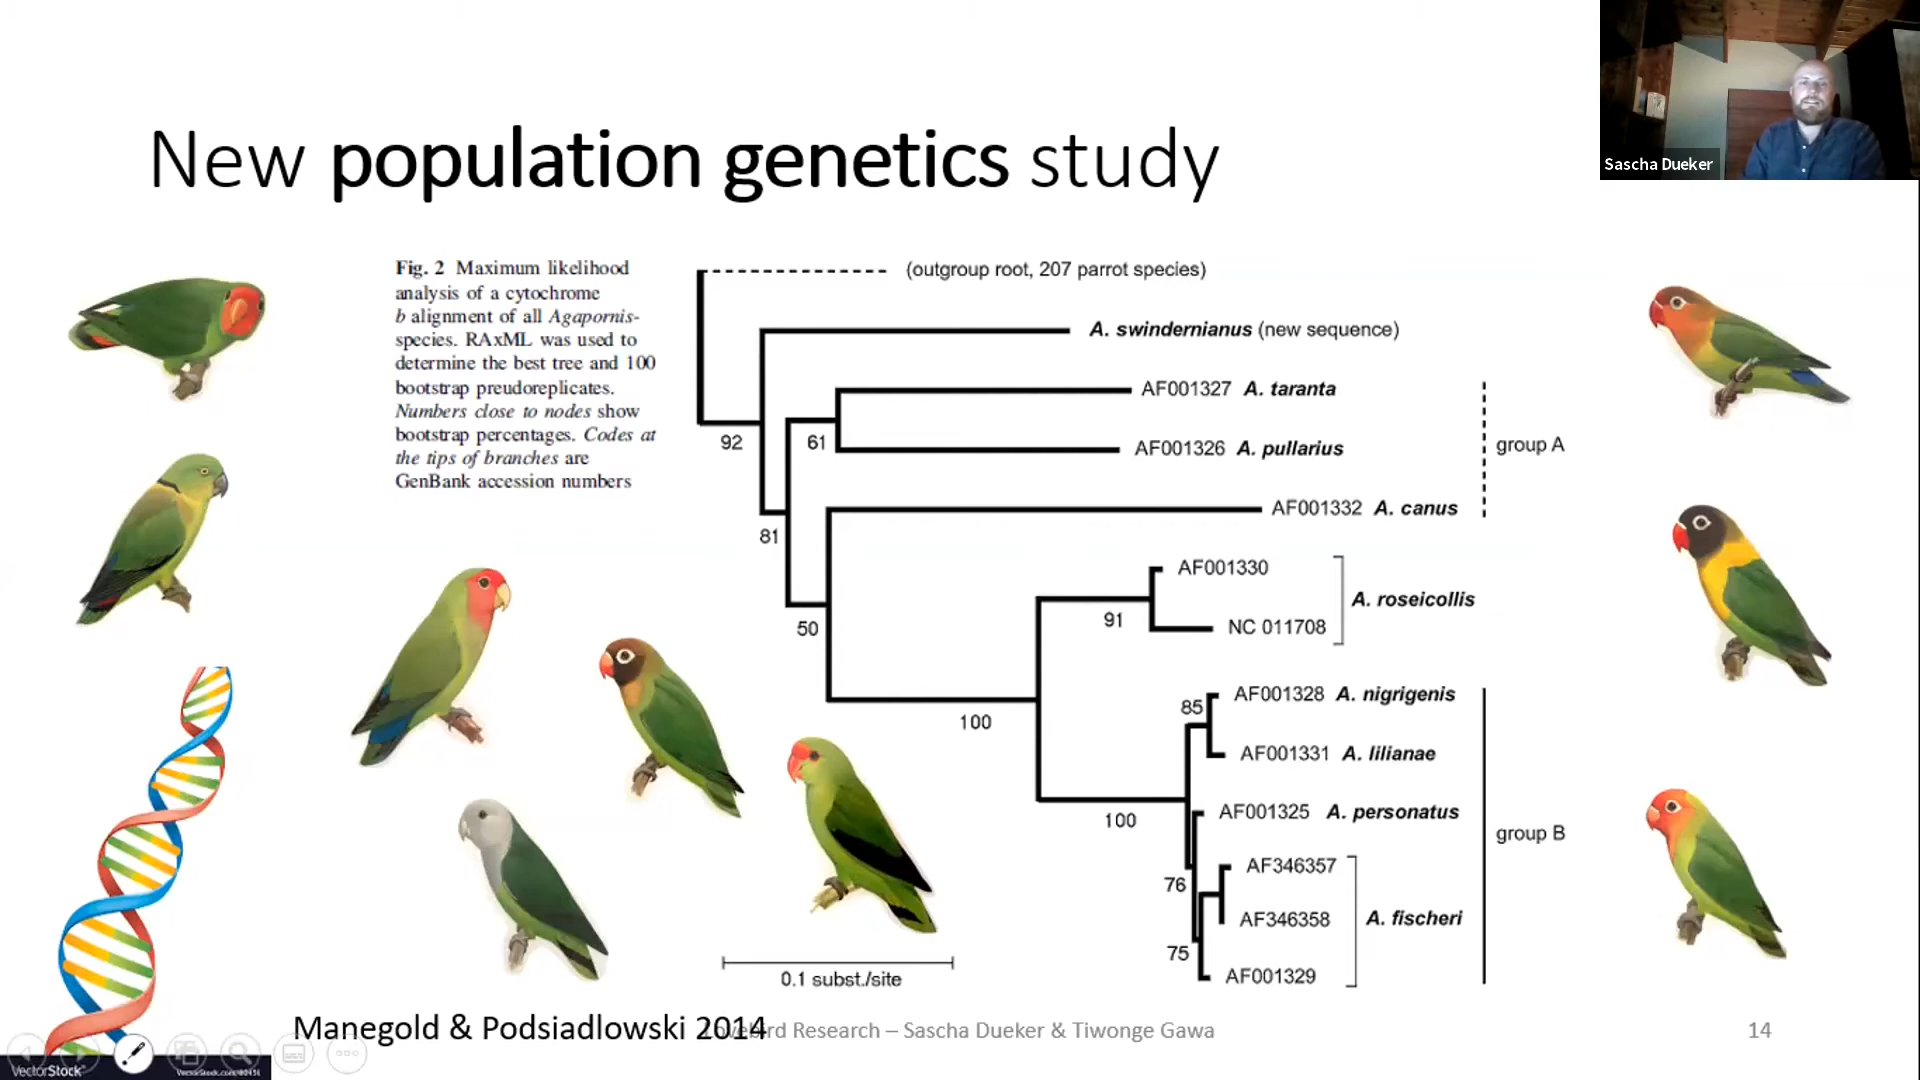 Sascha Dueker
New population genetics study
Fig. 2 Maximum likelihood
analysis of a cytochrome
b alignment of all Agapornis-
species. RAxML was used to
determine the best tree and 100
bootstrap preudoreplicates.
Numbers close to nodes show
bootstrap percentages. Codes at
the tips of branches are
GenBank accession numbers
(outgroup root, 207 parrot species)
A. swindernianus (new sequence)
AF001327 A. taranta
92
61
AF001326 A. pullarius
group A
AF001332 A. canus
81
AF001330
A. roseicollis
91
NC 011708
50
AF001328 A. nigrigenis
85
100
AF001331 A. lilianae
AF001325 A. personatus
100
group B
AF346357
76
AF346358
A. fischeri
75
AF001329
0.1 subst./site
Manegold & Podsiadlowski 2014
Lovebird Research – Sascha Dueker & Tiwonge Gawa
14
VectorStock